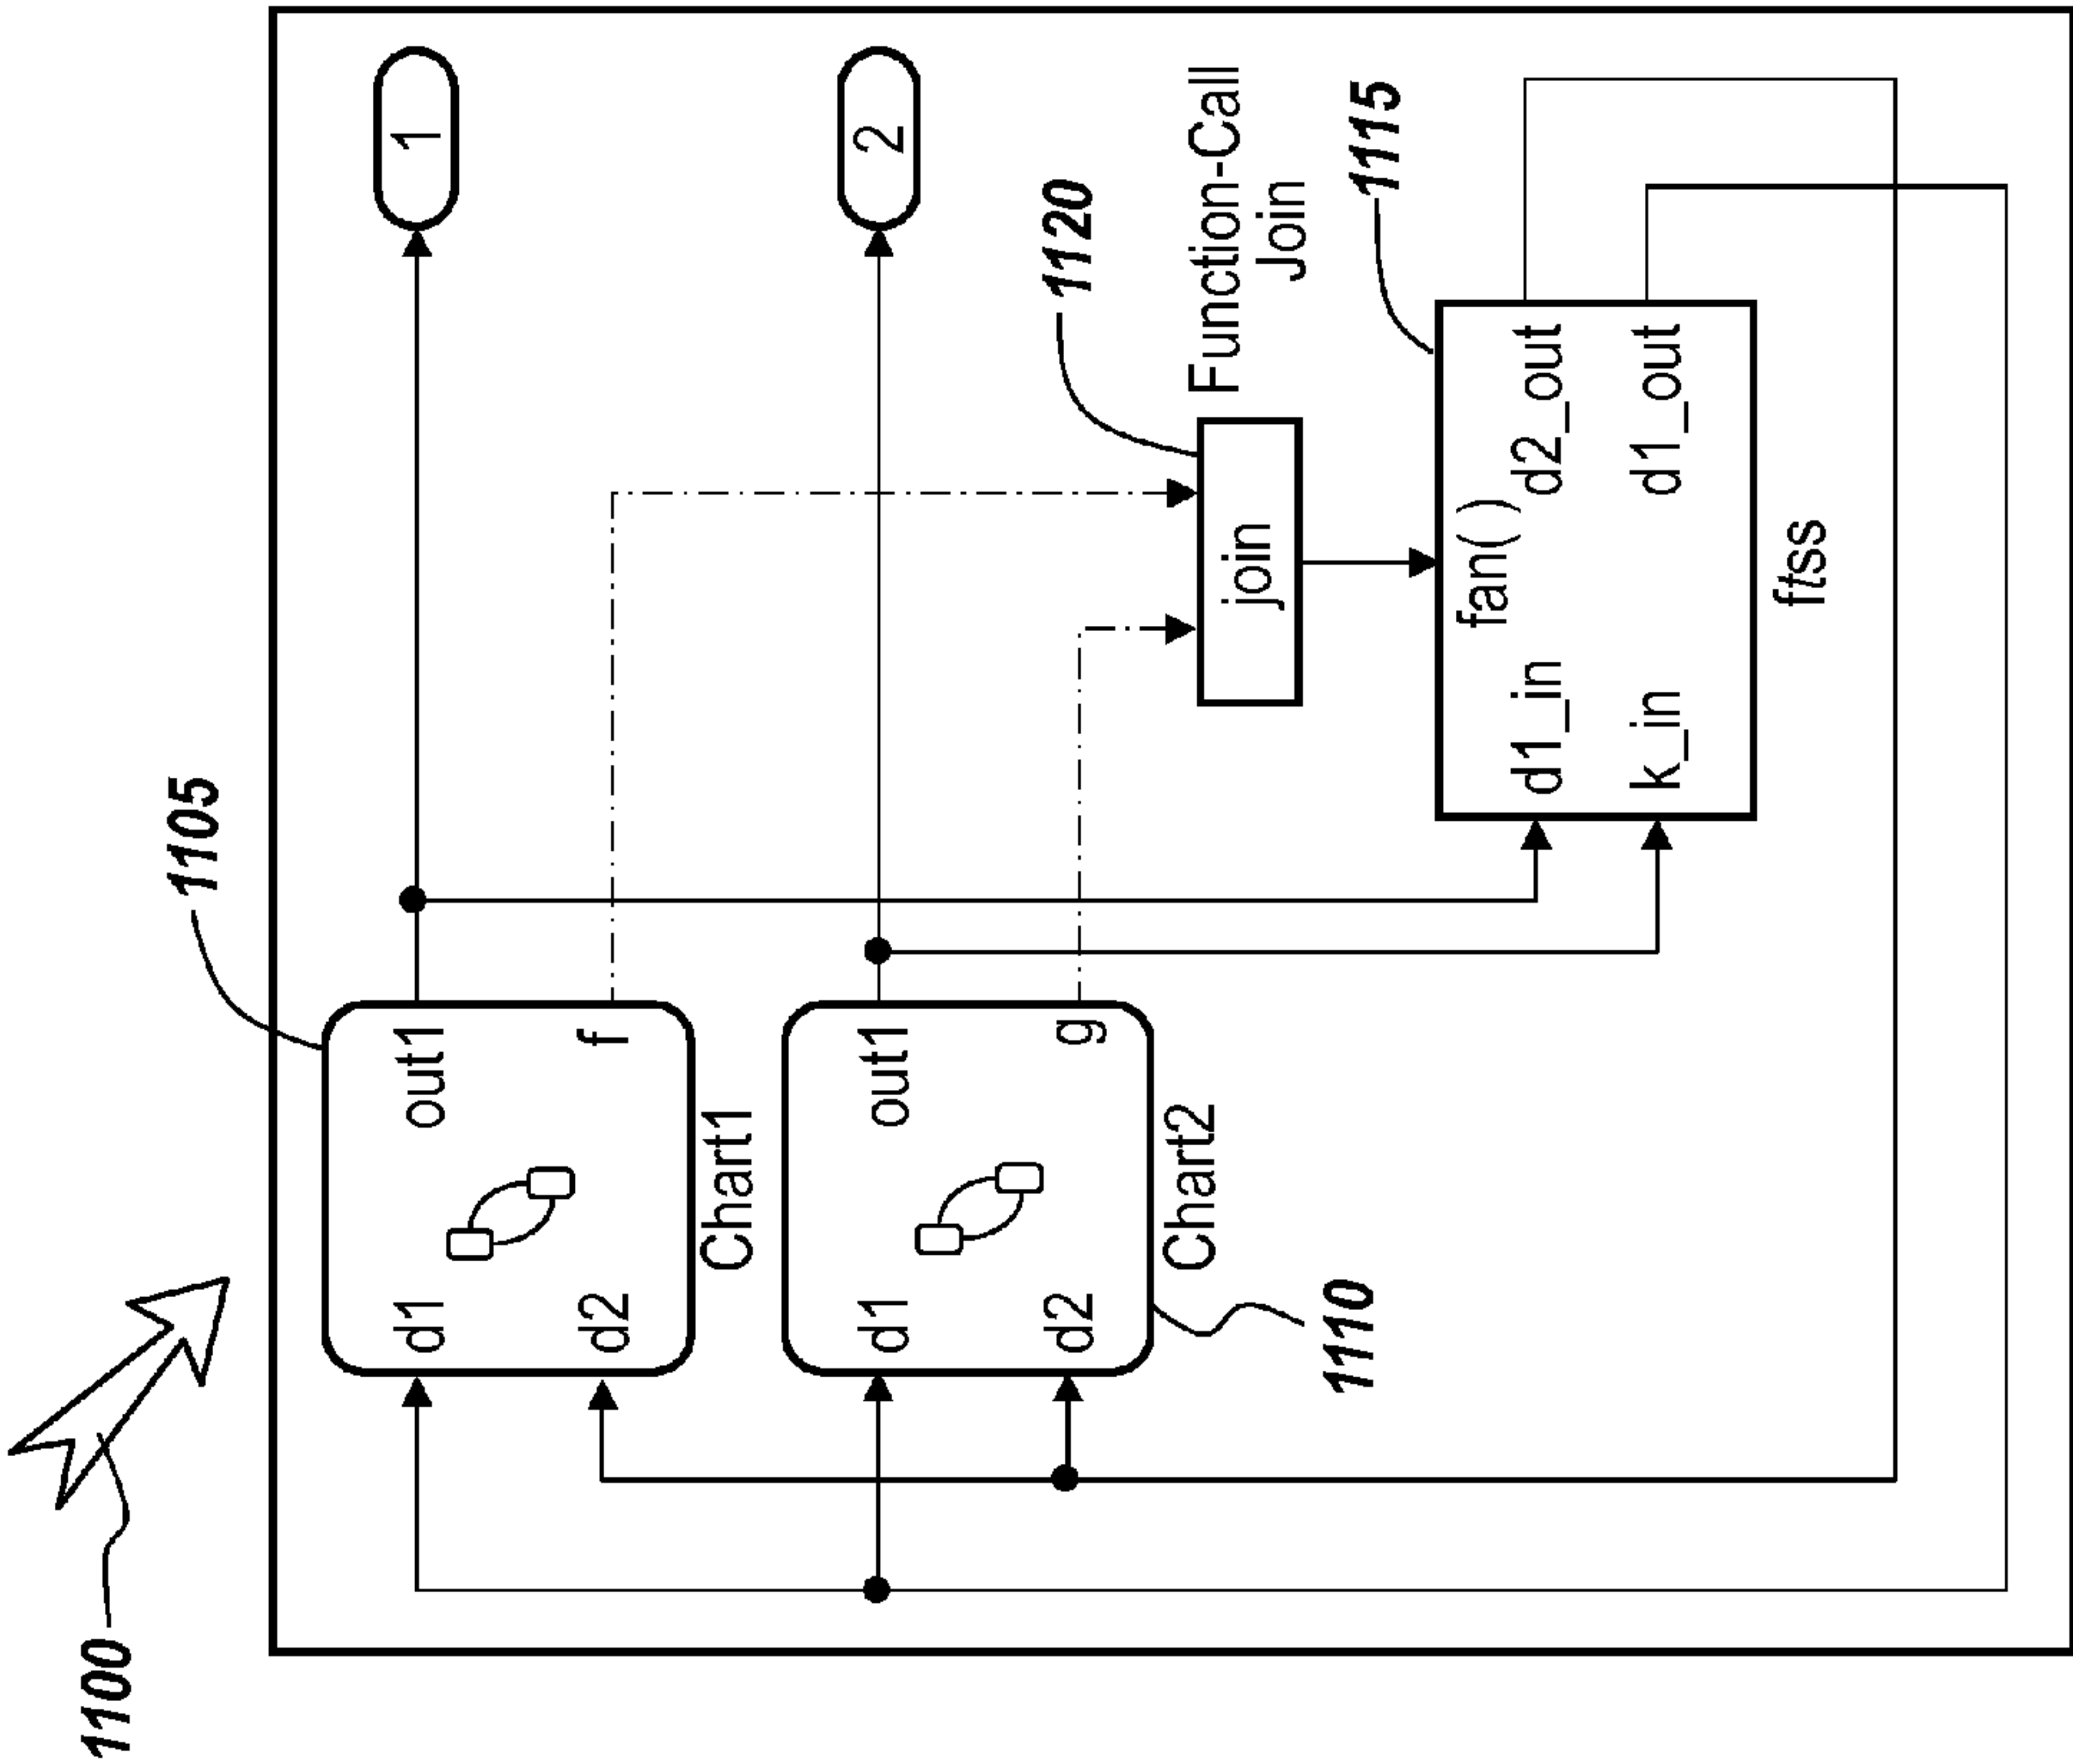 1100
1105
d1
out1
1
d2
f
Chart1
d1
out1
2
d2
g
Chart2
1110
1120
join
Function-Call
Join
1115
fan( )
d1_in
d2_out
k_in
d1_out
ftss